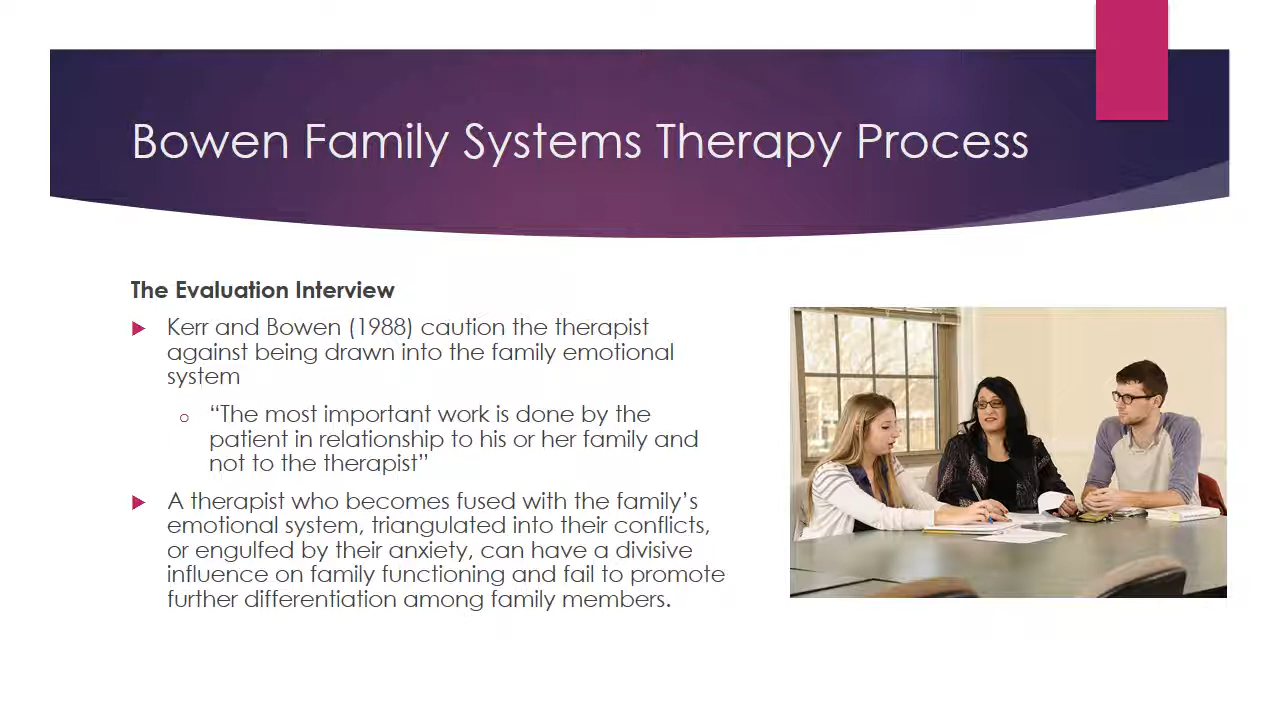 Bowen Family Systems Therapy Process
The Evaluation Interview
Kerr and Bowen (1988) caution the therapist
against being drawn into the family emotional
system
“The most important work is done by the
patient in relationship to his or her family and
not to the therapist”
A therapist who becomes fused with the family’s
emotional system, triangulated into their conflicts,
or engulfed by their anxiety, can have a divisive
influence on family functioning and fail to promote
further differentiation among family members.